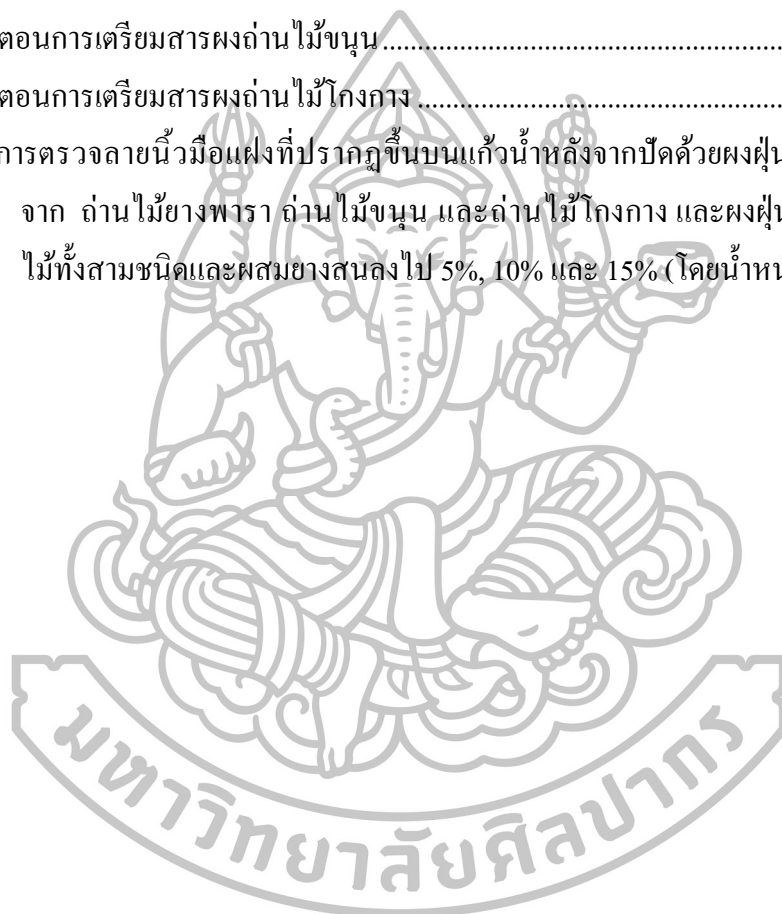 ตอนการเตรียมสารผงถ่านไม้ขนุน................................................................
ตอนการเตรียมสารผงถ่านไม้โกงกาง..........................................................
การตรวจลายนิ้วมือแฝงที่ปรากฏขึ้นบนแก้วน้ำหลังจากปัดด้วยผงฝุ่น
จาก ถ่านไม้ยางพารา ถ่านไม้ขนุน และถ่านไม้โกงกาง และผงฝุ่น
ไม้ทั้งสามชนิดและผสมยางสนลงไป 5%, 10% และ 15% (โดยน้ำหน
มหาวิทยาลัยศิลปากร